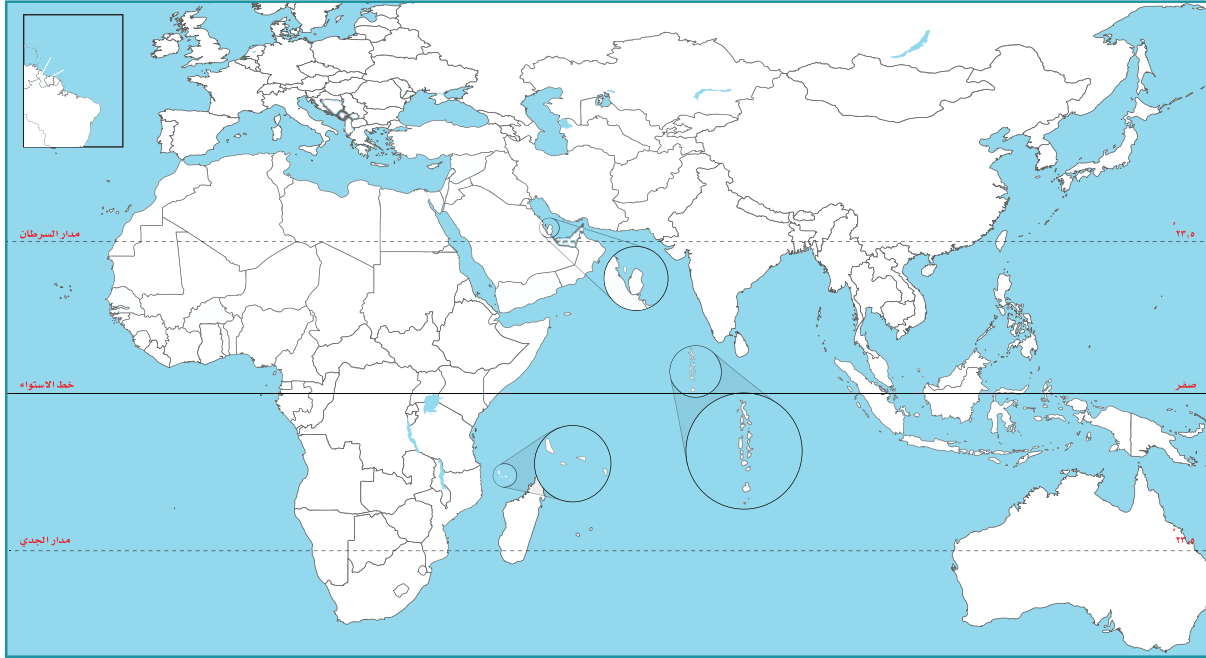 مدار السرطان
٢٣,٥°
خط الاستواء
صفر
مدار الجدي
٢٣,٥°